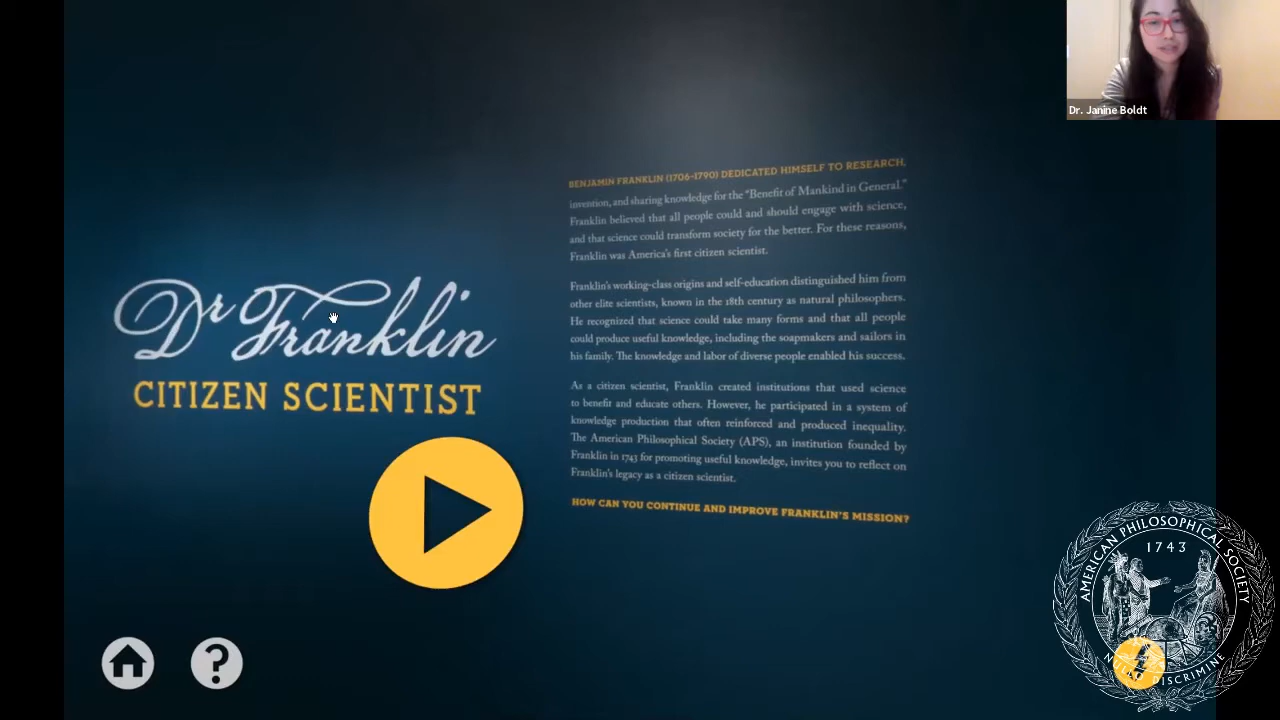 Dr. Janine Boldt
Dr Franklin
CITIZEN SCIENTIST
BENJAMIN FRANKLIN (1706-1790) DEDICATED HIMSELF TO RESEARCH,
invention, and sharing knowledge for the “Benefit of Mankind in General.”
Franklin believed that all people could and should engage with science,
and that science could transform society for the better. For these reasons,
Franklin was America's first citizen scientist.
Franklin's working-class origins and self-education distinguished him from
other elite scientists, known in the 18th century as natural philosophers.
He recognized that science could take many forms and that all people
could produce useful knowledge, including the soapmakers and sailors in
his family. The knowledge and labor of diverse people enabled his success.
As a citizen scientist, Franklin created institutions that used science
to benefit and educate others. However, he participated in a system of
knowledge production that often reinforced and produced inequality.
The American Philosophical Society (APS), an institution founded by
Franklin in 1743 for promoting useful knowledge, invites you to reflect on
Franklin's legacy as a citizen scientist.
HOW CAN YOU CONTINUE AND IMPROVE FRANKLIN'S MISSION?
?
AMERICAN PHILOSOPHICAL SOCIETY
1743
NULLO DISCRIMINE